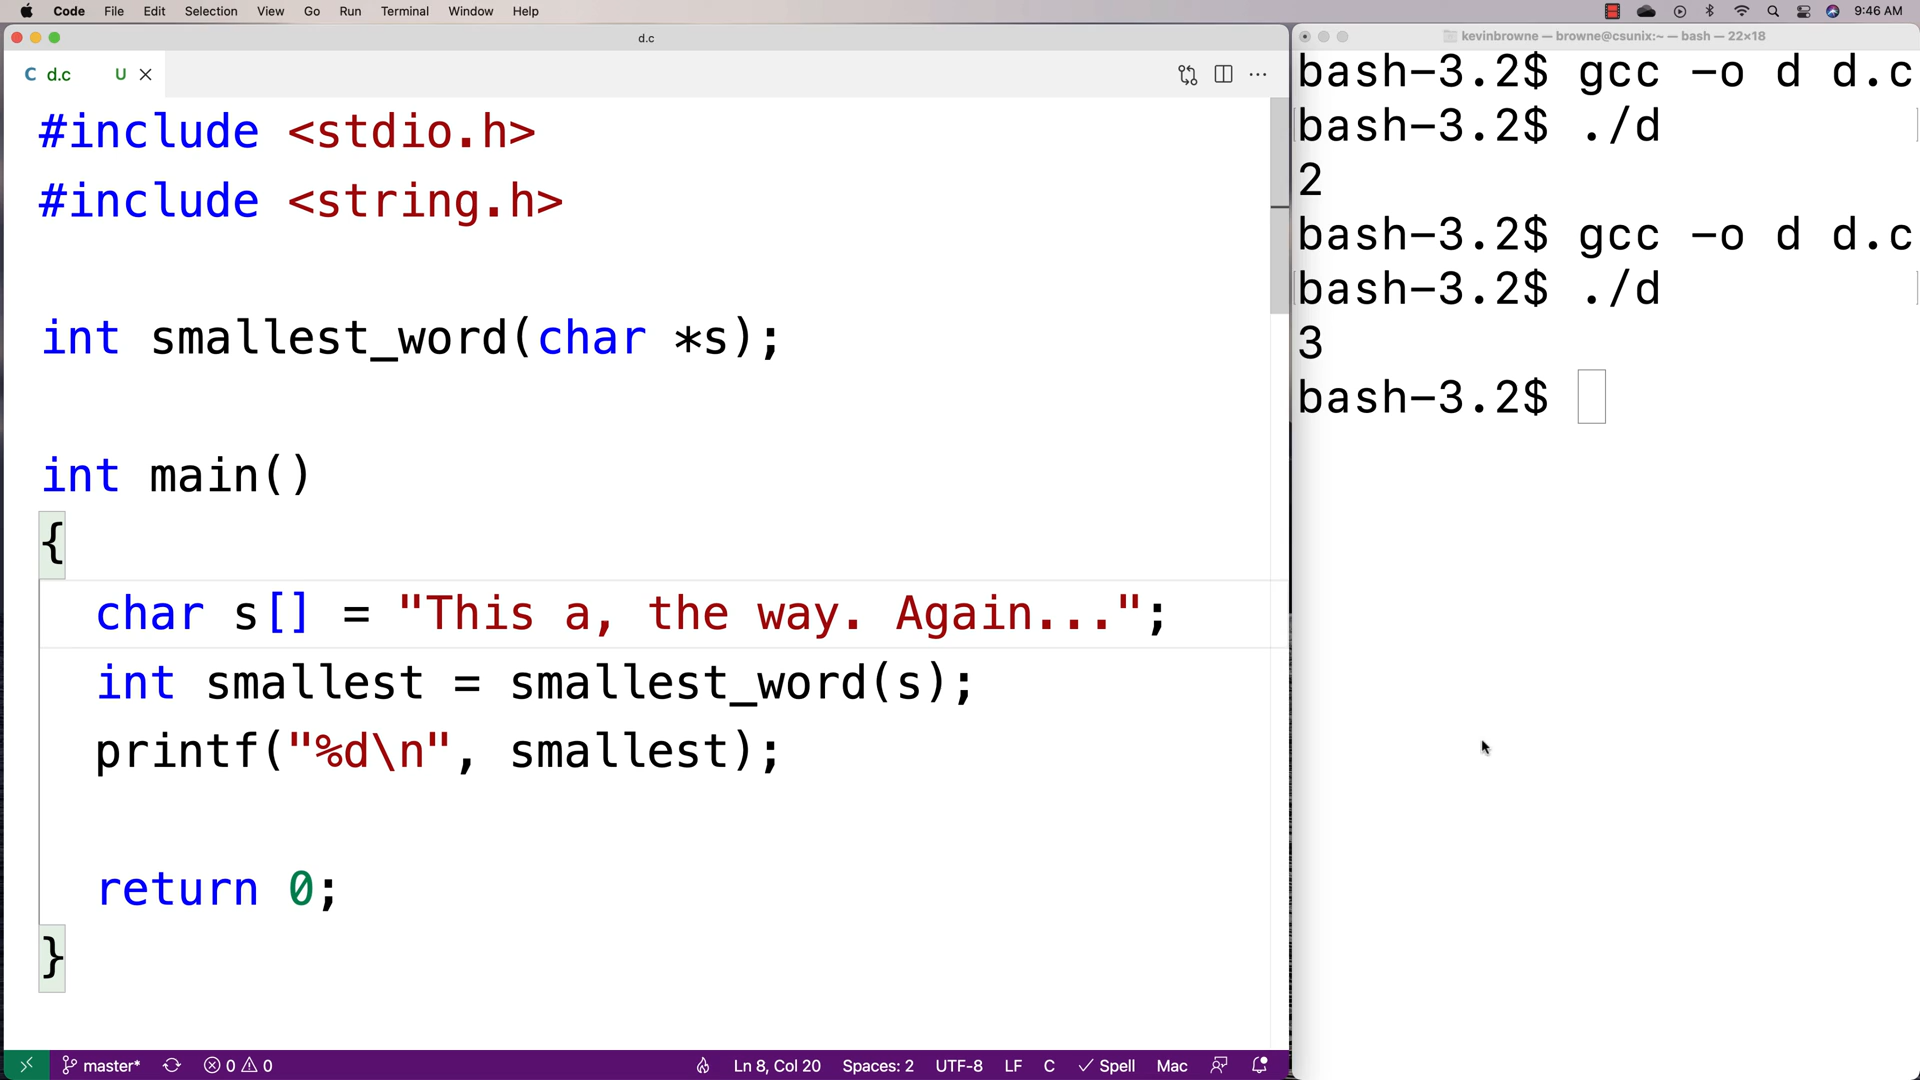 Code File Edit Selection View Go Run Terminal Window Help 9:46 AM
d.c
kevinbrowne — browne@csunix:~ — bash — 22×18
C d.c U
#include <stdio.h>
#include <string.h>
int smallest_word(char *s);
int main()
{
char s[] = "This a, the way. Again...";
int smallest = smallest_word(s);
printf("%d\n", smallest);
return 0;
}
bash-3.2$ gcc -o d d.c
bash-3.2$ ./d
2
bash-3.2$ gcc -o d d.c
bash-3.2$ ./d
3
bash-3.2$
master* 0 0 Ln 8, Col 20 Spaces: 2 UTF-8 LF C Spell Mac